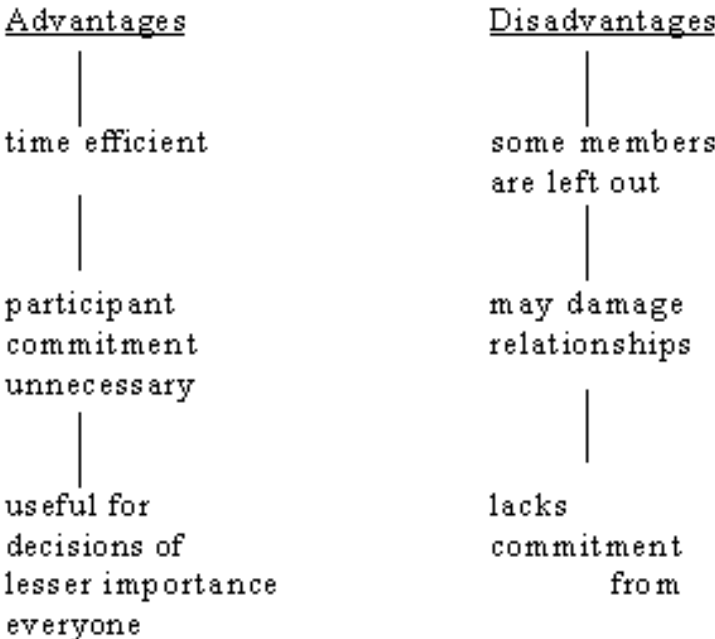 Advantages
time efficient
participant
commitment
unnecessary
useful for
decisions of
lesser importance
everyone
Disadvantages
some members
are left out
may damage
relationships
lacks
commitment
from